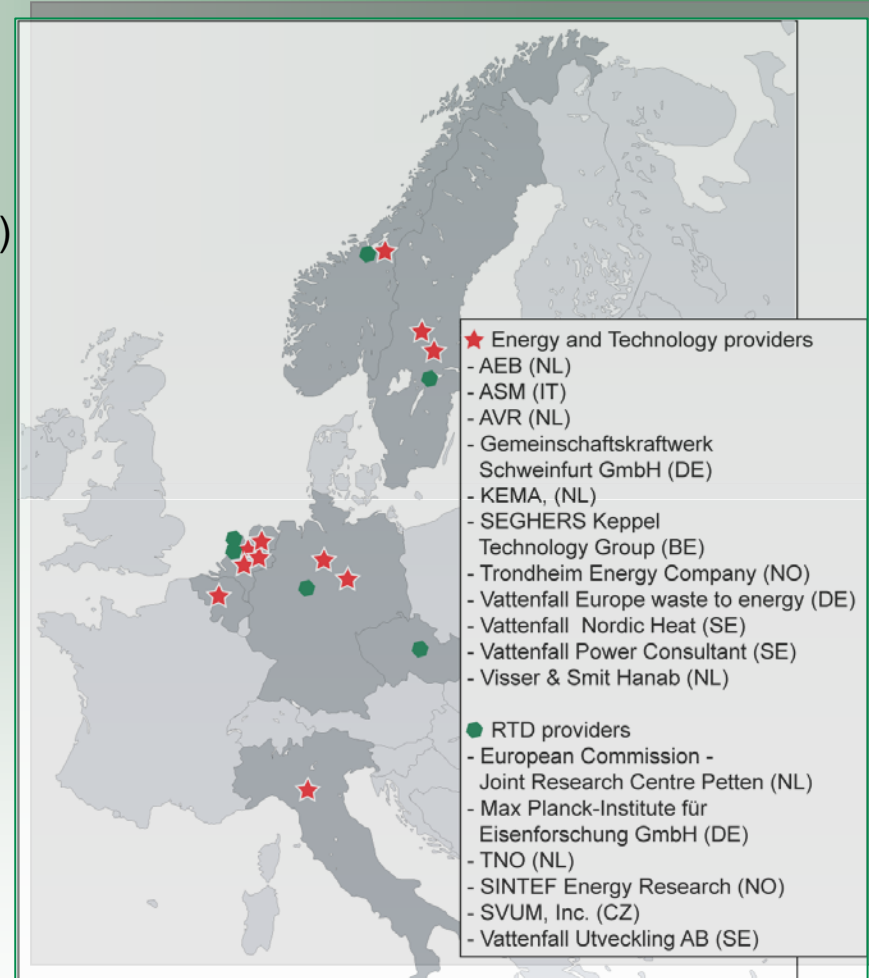 )
Energy and Technology providers
- AEB (NL)
- ASM (IT)
- AVR (NL)
- Gemeinschaftskraftwerk
Schweinfurt GmbH (DE)
- KEMA, (NL)
- SEGHERS Keppel
Technology Group (BE)
- Trondheim Energy Company (NO)
- Vattenfall Europe waste to energy (DE)
- Vattenfall Nordic Heat (SE)
- Vattenfall Power Consultant (SE)
- Visser & Smit Hanab (NL)
RTD providers
- European Commission -
Joint Research Centre Petten (NL)
- Max Planck-Institute für
Eisenforschung GmbH (DE)
- TNO (NL)
- SINTEF Energy Research (NO)
- SVUM, Inc. (CZ)
- Vattenfall Utveckling AB (SE)